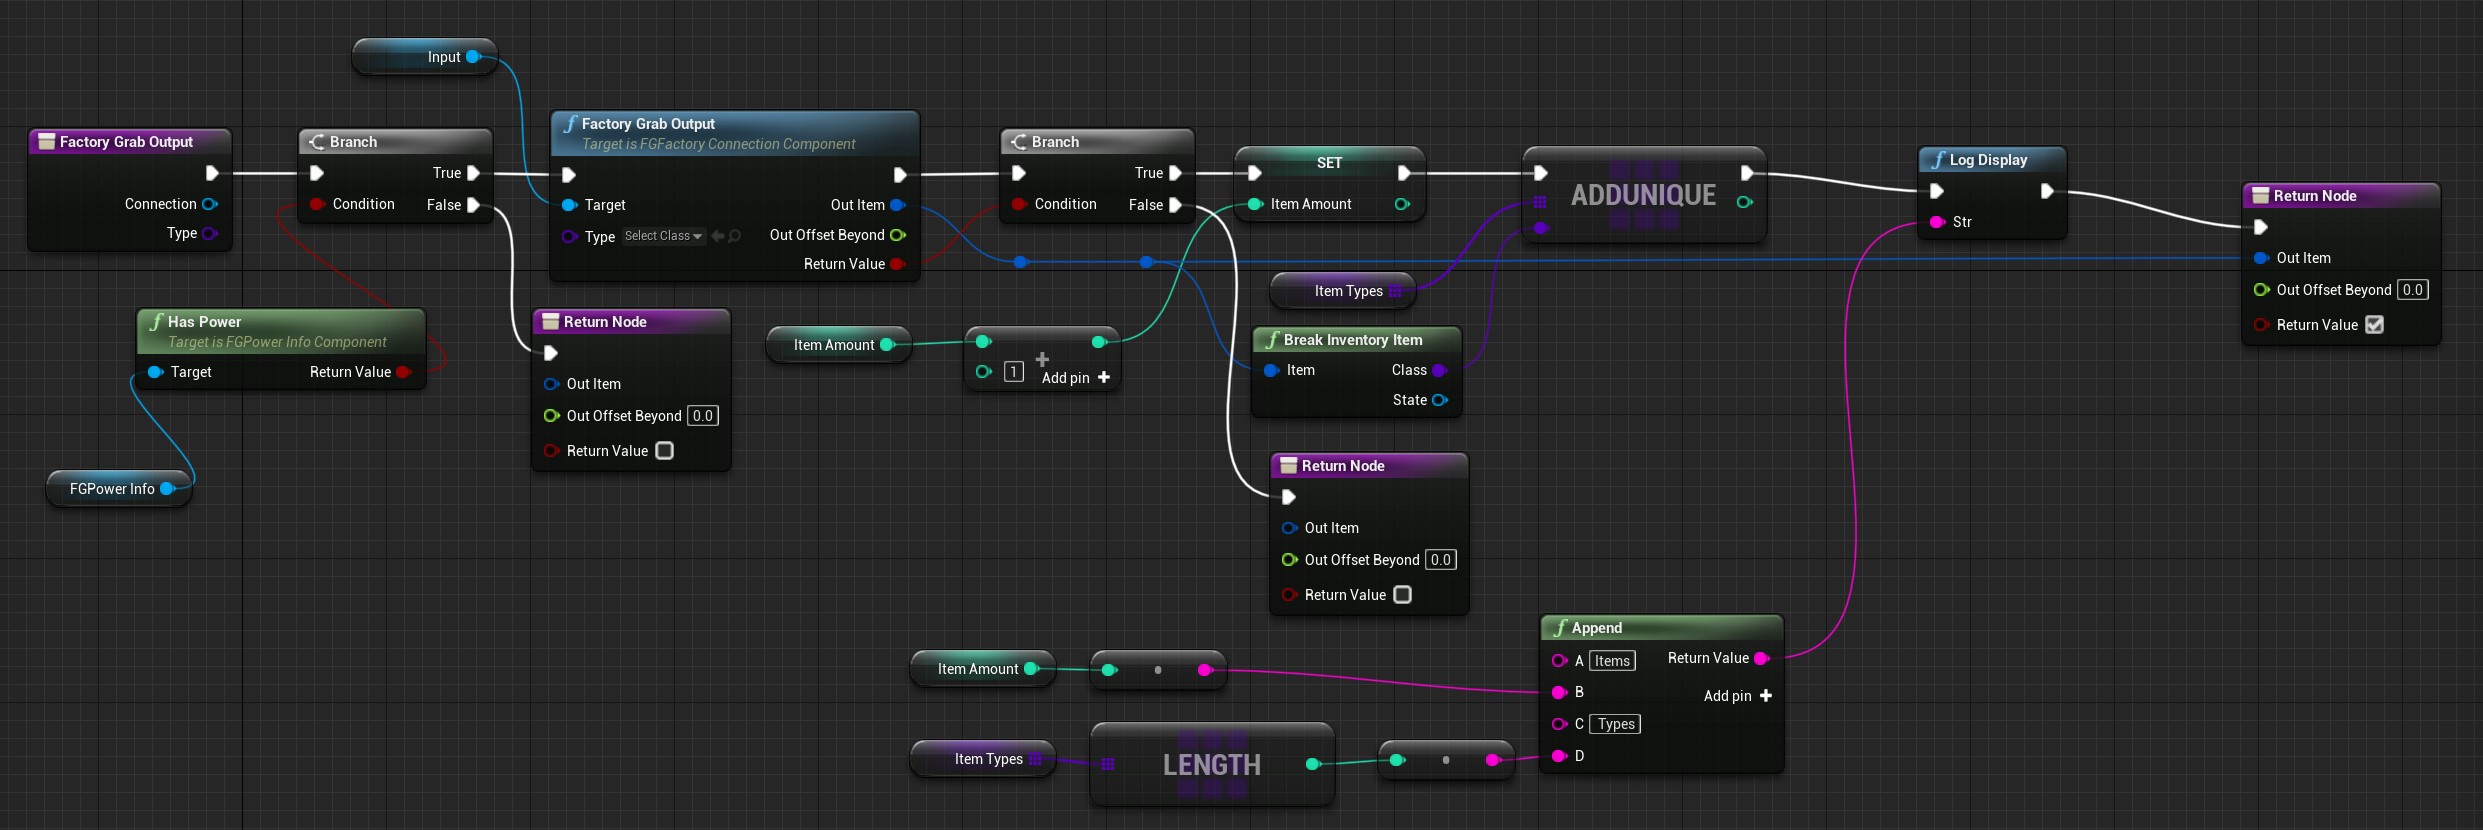 Input
Factory Grab Output
Connection
Type
Branch
Condition
True
False
Factory Grab Output
Target is FGFactory Connection Component
Target
Type Select Class
Out Item
Out Offset Beyond
Return Value
Branch
Condition
True
False
SET
Item Amount
ADDUNIQUE
Log Display
Str
Return Node
Out Item
Out Offset Beyond 0.0
Return Value
Has Power
Target is FGPower Info Component
Target
Return Value
FGPower Info
Return Node
Out Item
Out Offset Beyond 0.0
Return Value
Item Amount
1
Add pin
Item Types
Break Inventory Item
Item
Class
State
Return Node
Out Item
Out Offset Beyond 0.0
Return Value
Item Amount
Item Types
LENGTH
Append
A Items
B
C Types
D
Return Value
Add pin